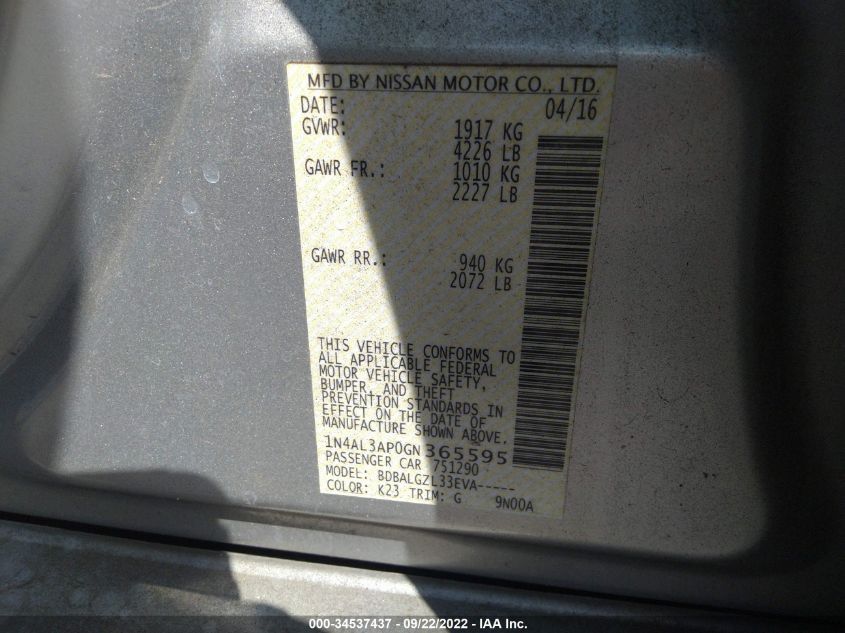 MFD BY NISSAN MOTOR CO., LTD.
DATE: 04/16
GVWR: 1917 KG
4226 LB
GAWR FR.: 1010 KG
2227 LB
GAWR RR.: 940 KG
2072 LB
THIS VEHICLE CONFORMS TO
ALL APPLICABLE FEDERAL
MOTOR VEHICLE SAFETY,
BUMPER, AND THEFT
PREVENTION STANDARDS IN
EFFECT ON THE DATE OF
MANUFACTURE SHOWN ABOVE.
1N4AL3AP0GN365595
PASSENGER CAR 751290
MODEL: BDBALGZL33EVA-----
COLOR: K23 TRIM: G 9N00A
000-34537437 - 09/22/2022 - IAA Inc.